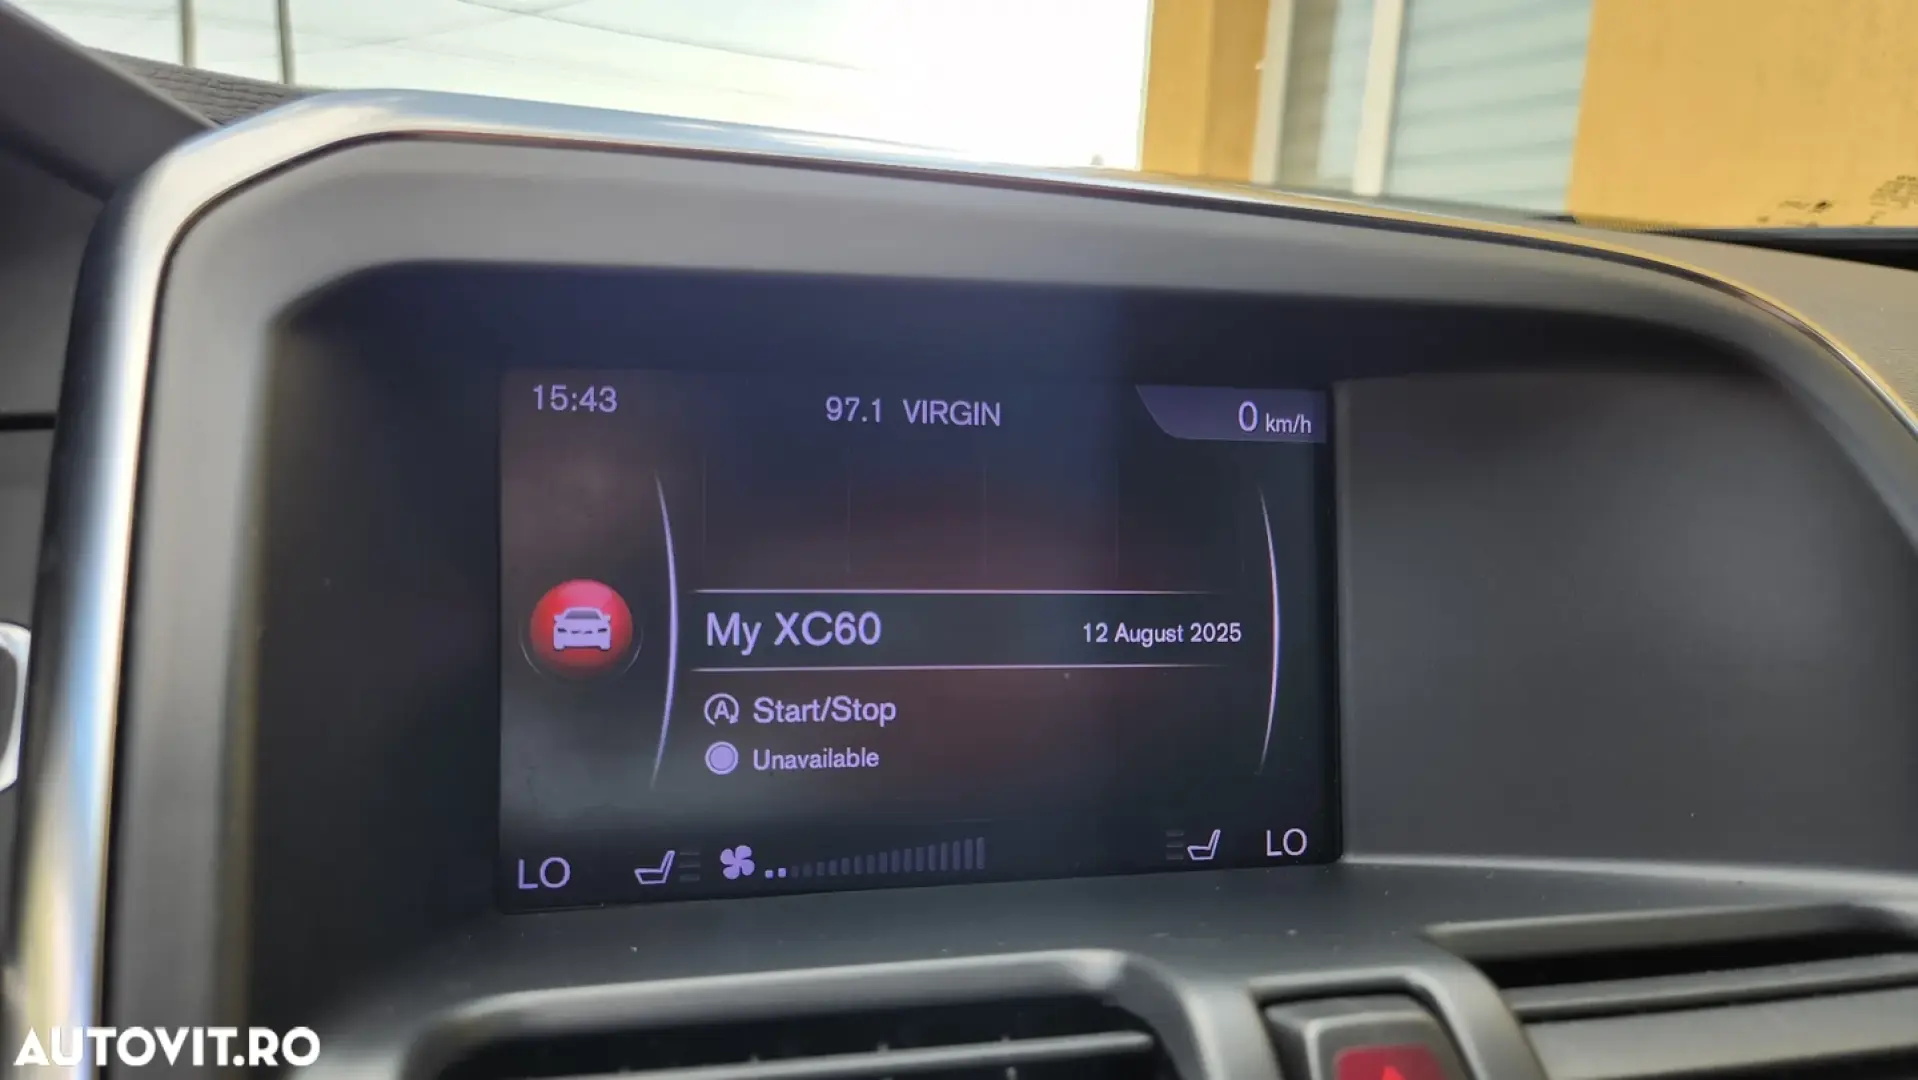 15:43
97.1 VIRGIN
0 km/h
My XC60
12 August 2025
A Start/Stop
Unavailable
LO
LO
AUTOVIT.RO